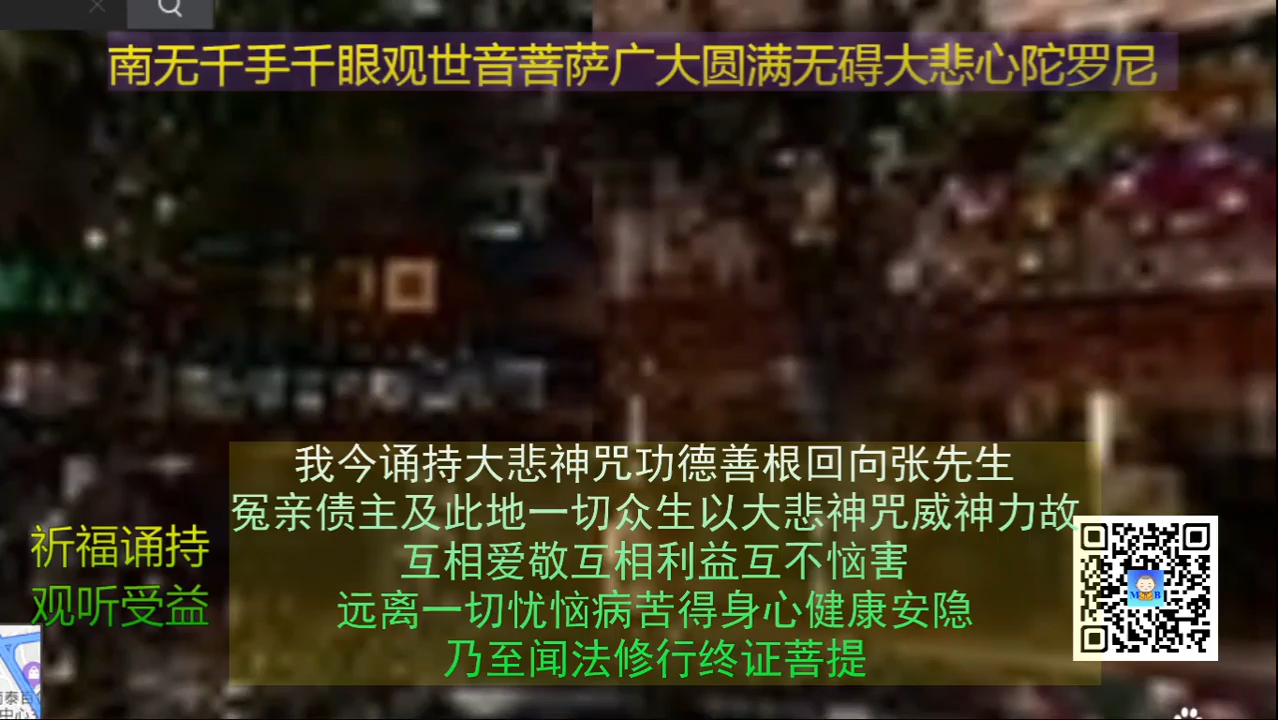 南无千手千眼观世音菩萨广大圆满无碍大悲心陀罗尼
我今诵持大悲神咒功德善根回向张先生
冤亲债主及此地一切众生以大悲神咒威神力故
互相爱敬互相利益互不恼害
远离一切忧恼病苦得身心健康安隐
乃至闻法修行终证菩提
祈福诵持
观听受益
M B
泰百
中心